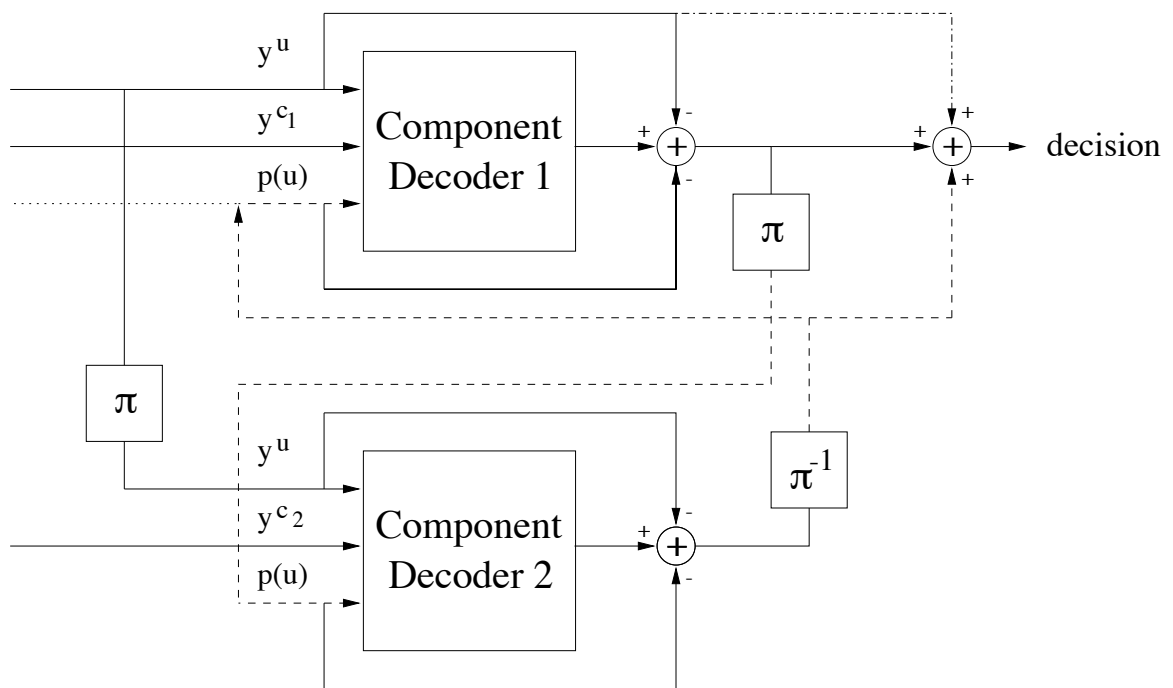 y^u
y^c1
p(u)
Component
Decoder 1
+
-
+
-
+
+
+
+
decision
π
π
y^u
y^c2
p(u)
Component
Decoder 2
+
-
+
-
π^-1